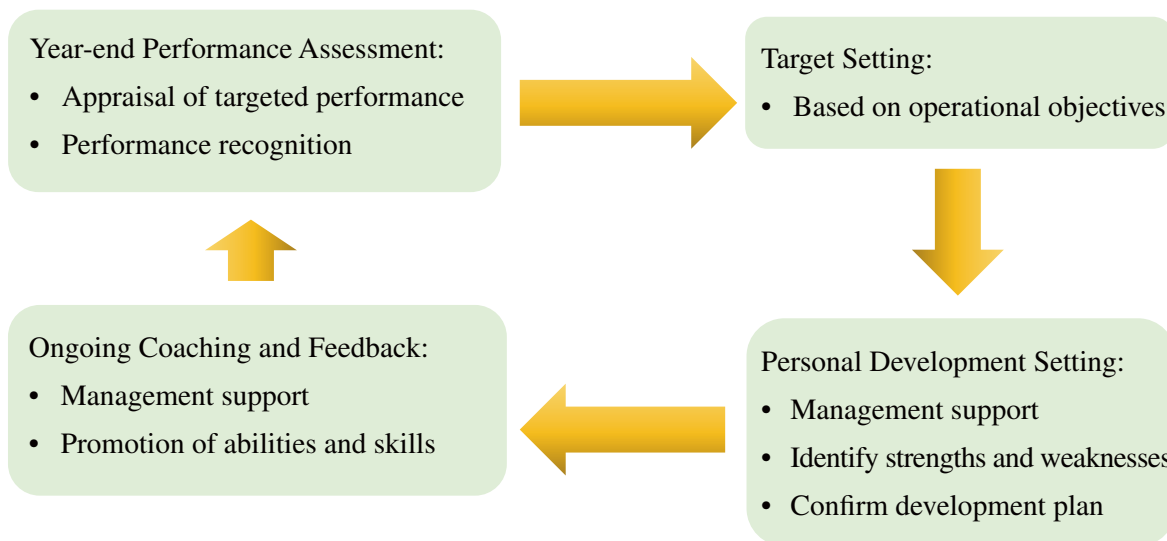 Year-end Performance Assessment:
• Appraisal of targeted performance
• Performance recognition
Target Setting:
• Based on operational objectives
Ongoing Coaching and Feedback:
• Management support
• Promotion of abilities and skills
Personal Development Setting:
• Management support
• Identify strengths and weaknesses
• Confirm development plan